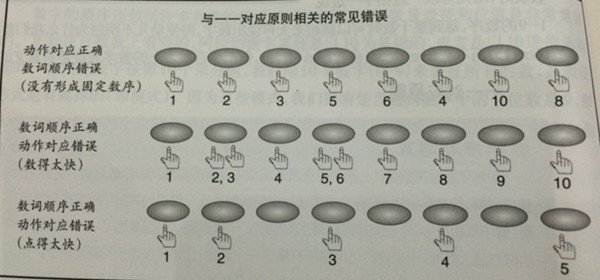 与一一对应原则相关的常见错误
动作对应正确
数词顺序错误
(没有形成固定数序)
1 2 3 5 6 4 10 8
数词顺序正确
动作对应错误
(数得太快)
1 2,3 4 5,6 7 8 9 10
数词顺序正确
动作对应错误
(点得太快)
1 2 3 4 5